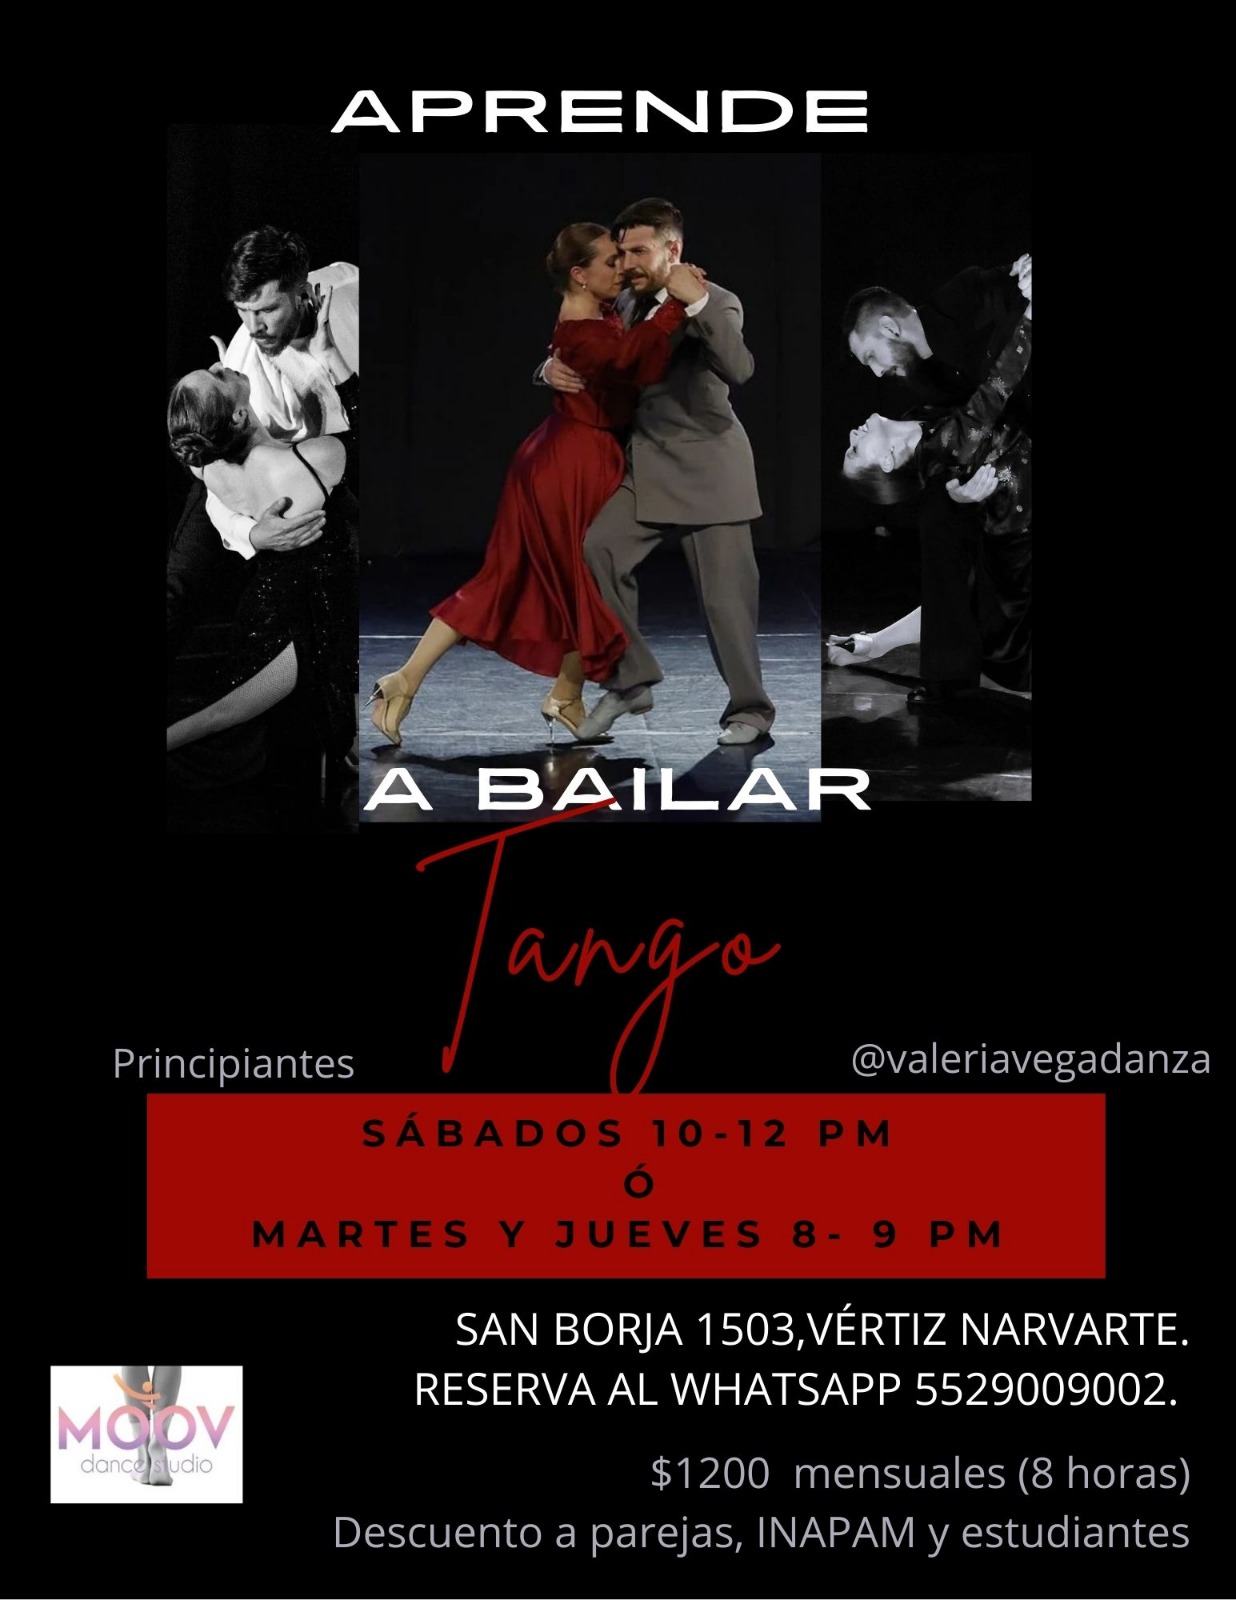 APRENDE
A BAILAR
Tango
Principiantes
@valeriavegadanza
SÁBADOS 10-12 PM
Ó
MARTES Y JUEVES 8- 9 PM
SAN BORJA 1503,VÉRTIZ NARVARTE.
RESERVA AL WHATSAPP 5529009002.
MOOV
dance studio
$1200 mensuales (8 horas)
Descuento a parejas, INAPAM y estudiantes